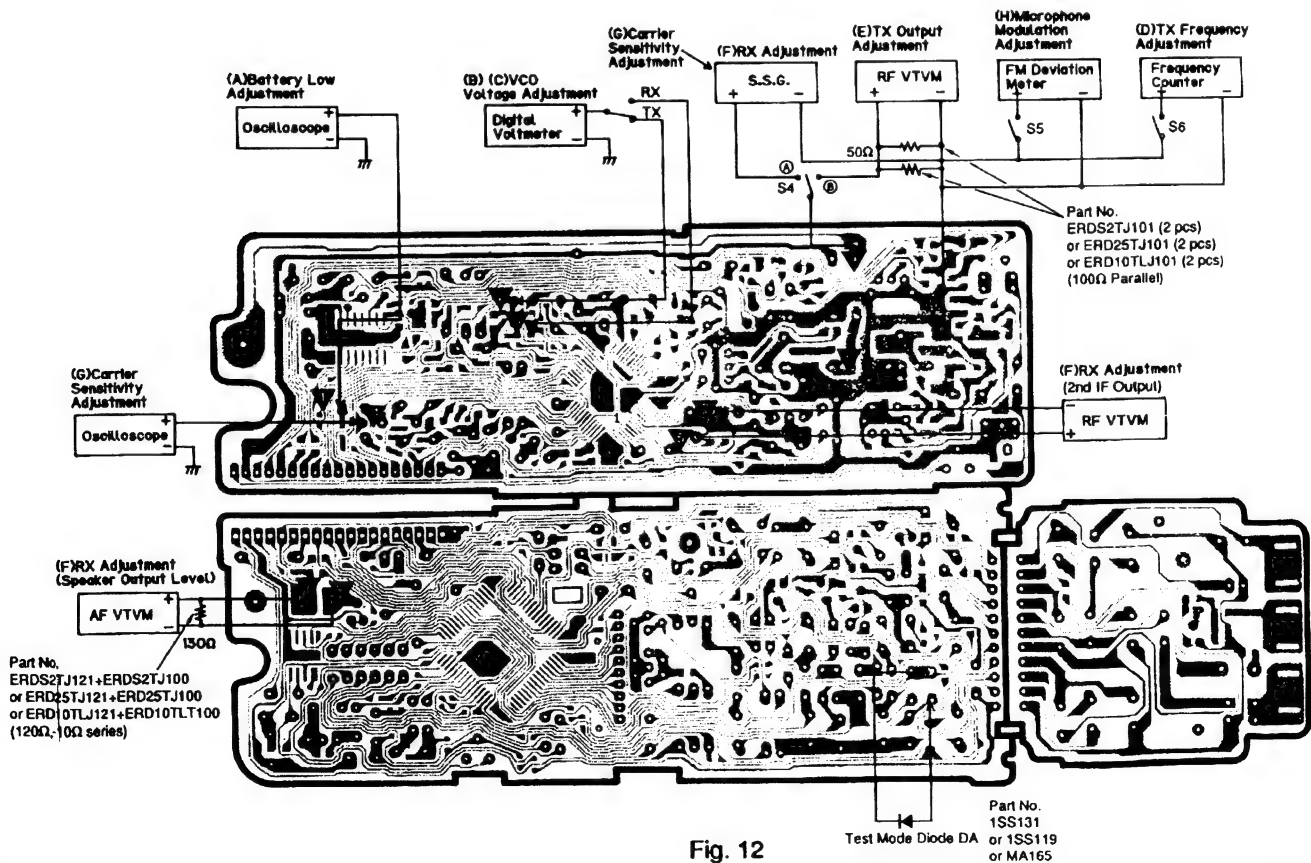 (H)Microphone
Modulation
Adjustment
(D)TX Frequency
Adjustment
(E)TX Output
Adjustment
(G)Carrier
Sensitivity
Adjustment
(F)RX Adjustment
S.S.G.
+ −
RF VTVM
+ −
FM Deviation
Meter
+ −
Frequency
Counter
+ −
(A)Battery Low
Adjustment
Oscilloscope
+
−
(B) (C)VCO
Voltage Adjustment
Digital
Voltmeter
+
−
RX
TX
S5
S6
50Ω
Ⓐ
S4
Ⓑ
Part No.
ERDS2TJ101 (2 pcs)
or ERD25TJ101 (2 pcs)
or ERD10TLJ101 (2 pcs)
(100Ω Parallel)
(G)Carrier
Sensitivity
Adjustment
Oscilloscope
+
−
(F)RX Adjustment
(2nd IF Output)
−
RF VTVM
+
(F)RX Adjustment
(Speaker Output Level)
AF VTVM
+
−
130Ω
Part No,
ERDS2TJ121+ERDS2TJ100
or ERD25TJ121+ERD25TJ100
or ERD10TLJ121+ERD10TLT100
(120Ω,-10Ω series)
Test Mode Diode DA
Part No.
1SS131
or 1SS119
or MA165
Fig. 12